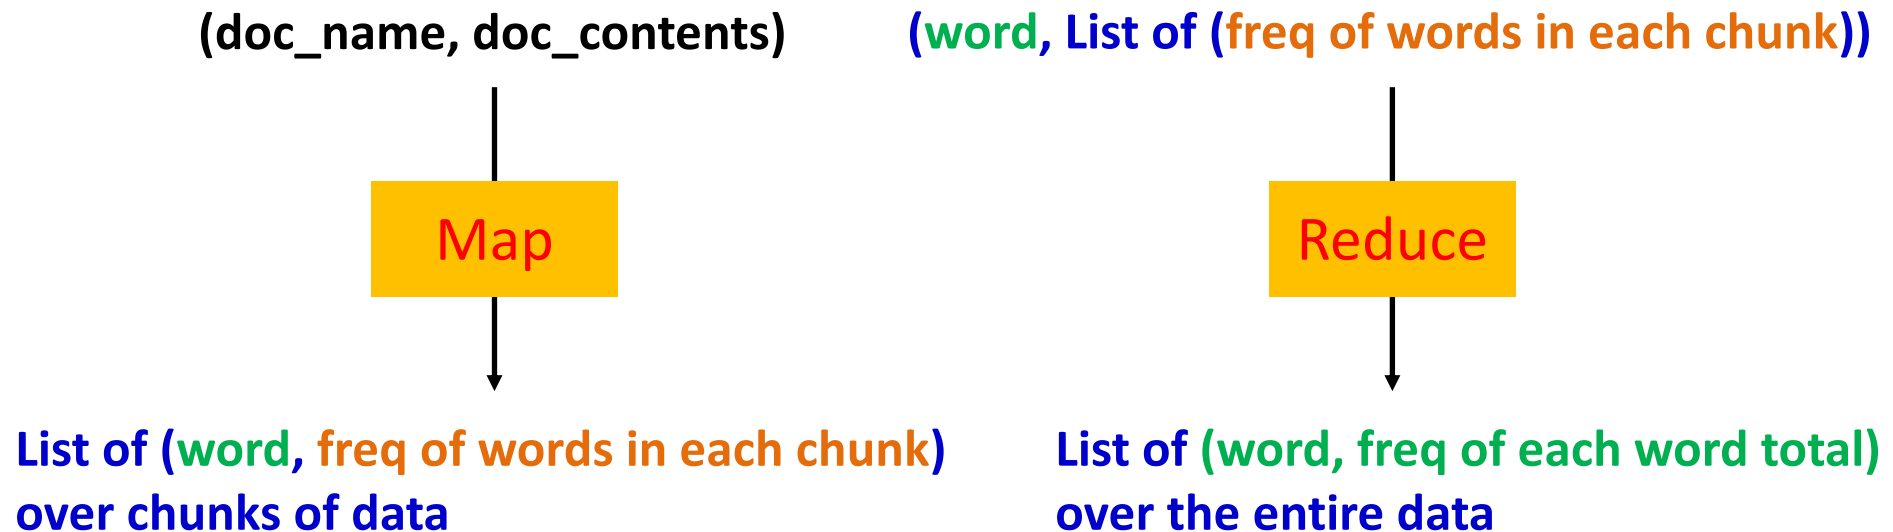 (doc_name, doc_contents)
Map
List of (word, freq of words in each chunk)
over chunks of data
(word, List of (freq of words in each chunk))
Reduce
List of (word, freq of each word total)
over the entire data